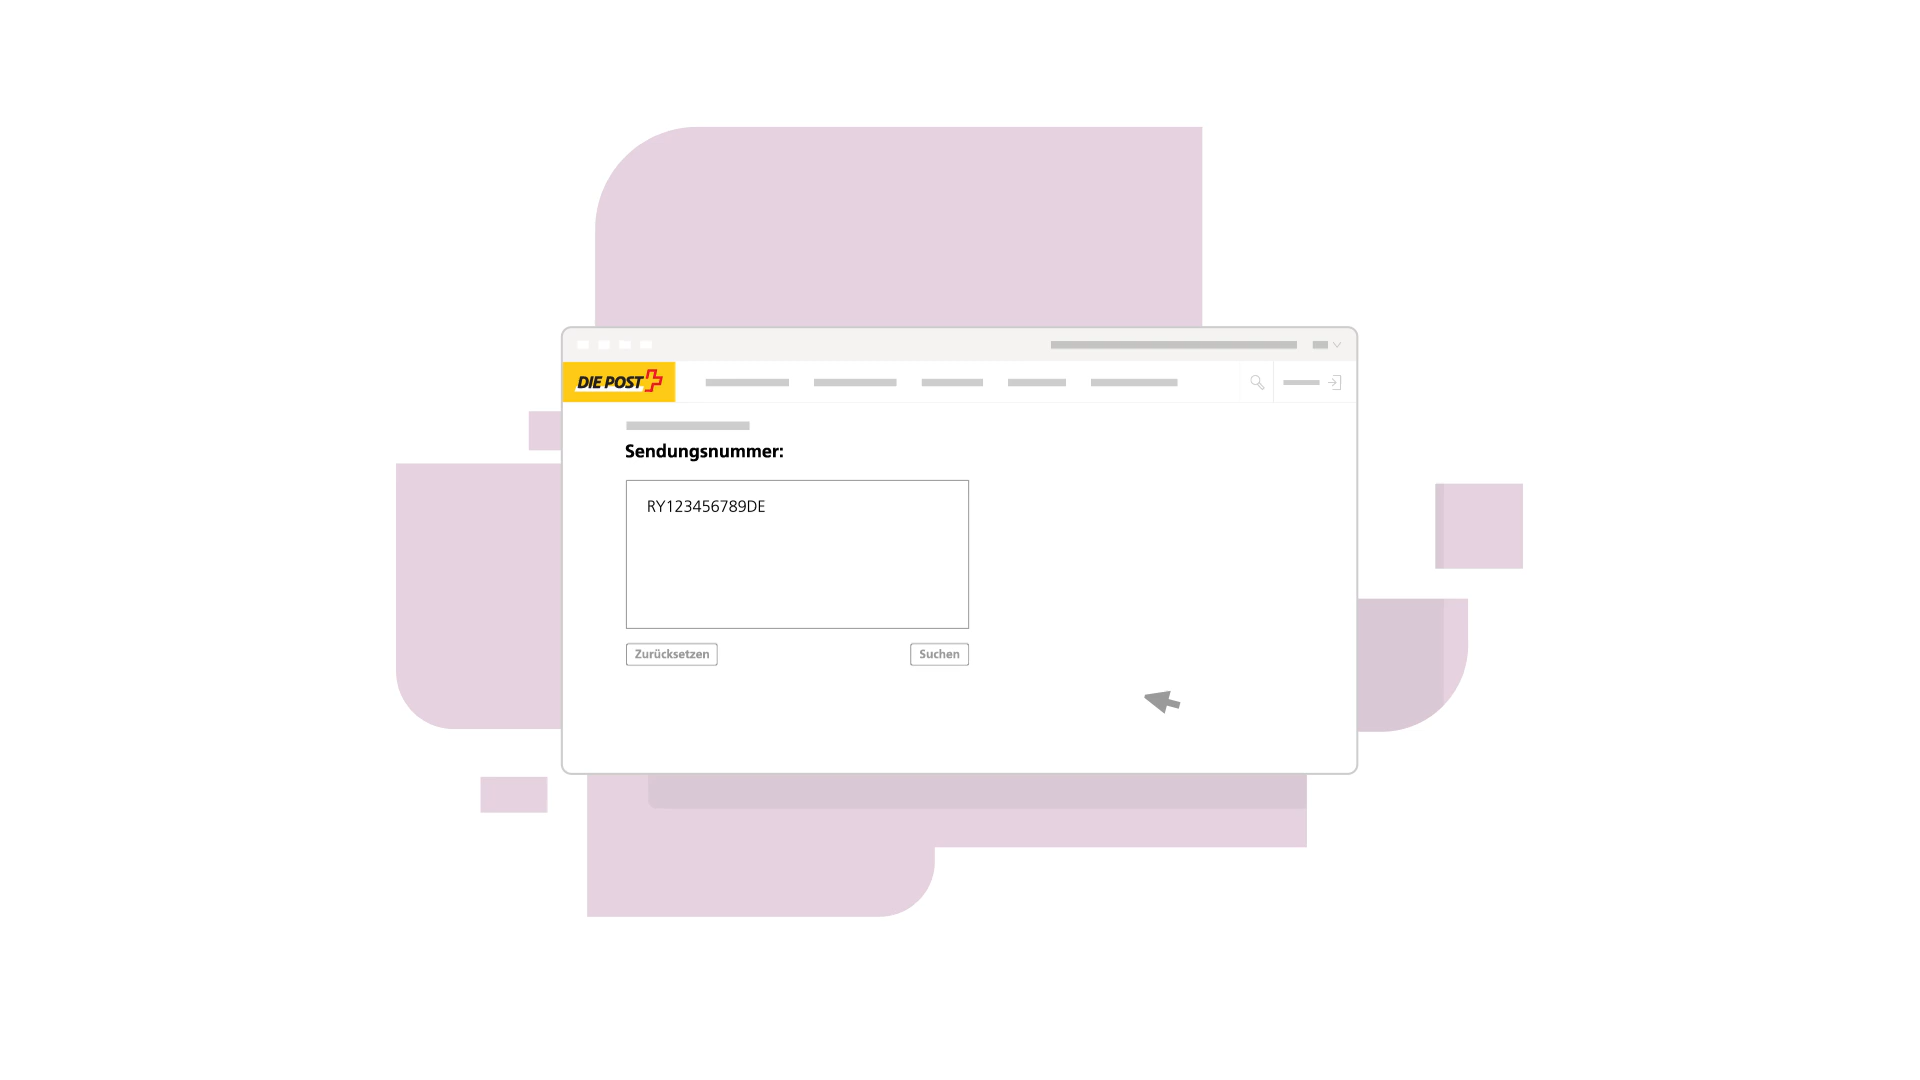 DIE POST
Sendungsnummer:
RY123456789DE
Zurücksetzen
Suchen